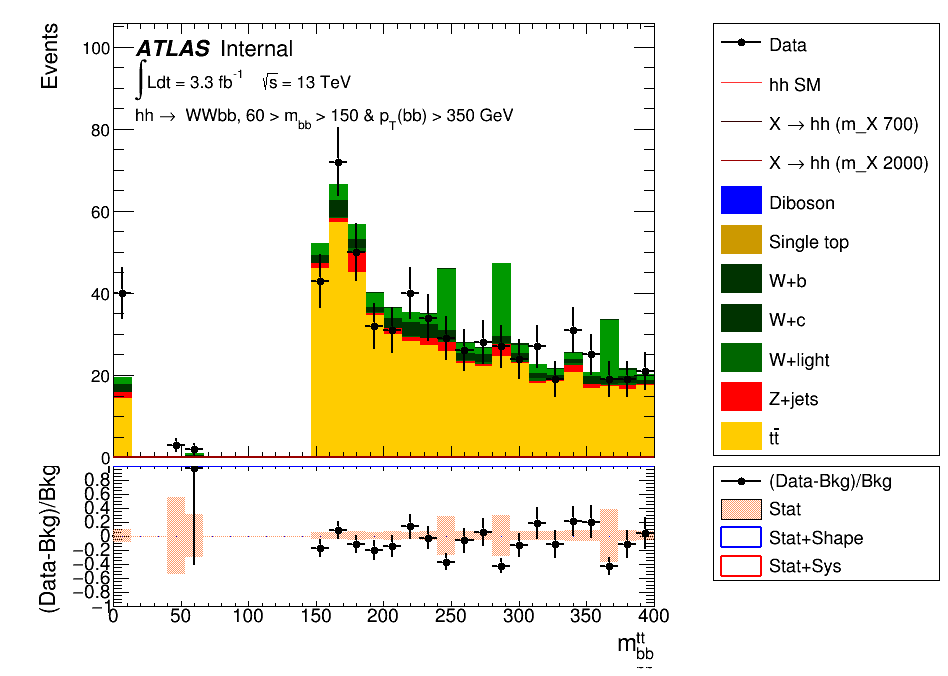 Events
100
80
60
40
20
0
ATLAS Internal
∫Ldt = 3.3 fb⁻¹ √s = 13 TeV
hh → WWbb, 60 > m_bb > 150 & p_T(bb) > 350 GeV
Data
hh SM
X → hh (m_X 700)
X → hh (m_X 2000)
Diboson
Single top
W+b
W+c
W+light
Z+jets
tt̄
(Data-Bkg)/Bkg
1
0.8
0.6
0.4
0.2
0
−0.2
−0.4
−0.6
−0.8
−1
(Data-Bkg)/Bkg
Stat
Stat+Shape
Stat+Sys
0 50 100 150 200 250 300 350 400
m^tt_bb